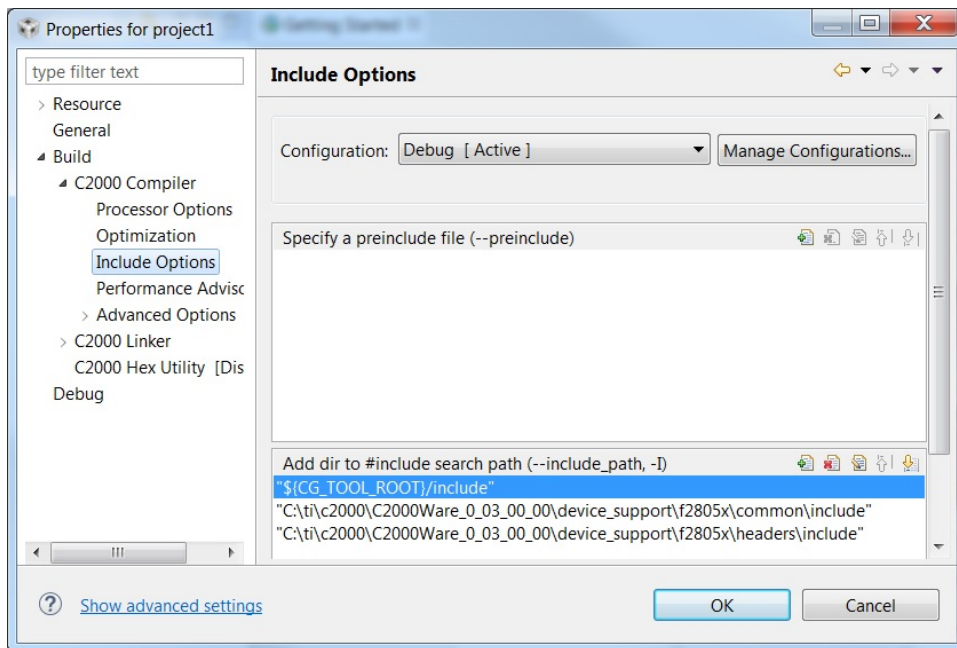 Properties for project1
Getting Started
type filter text
Include Options
Resource
General
Build
C2000 Compiler
Processor Options
Optimization
Include Options
Performance Advisc
Advanced Options
C2000 Linker
C2000 Hex Utility [Dis
Debug
Configuration: Debug [ Active ] Manage Configurations...
Specify a preinclude file (--preinclude)
Add dir to #include search path (--include_path, -I)
"${CG_TOOL_ROOT}/include"
"C:\ti\c2000\C2000Ware_0_03_00_00\device_support\f2805x\common\include"
"C:\ti\c2000\C2000Ware_0_03_00_00\device_support\f2805x\headers\include"
Show advanced settings
OK Cancel